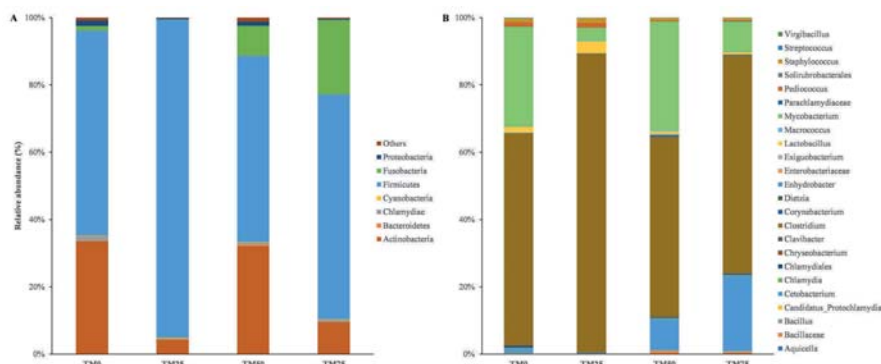 A
B
100%
80%
60%
40%
20%
0%
Relative abundance (%)
Others
Proteobacteria
Fusobacteria
Firmicutes
Cyanobacteria
Chlamydiae
Bacteroidetes
Actinobacteria
100%
80%
60%
40%
20%
0%
Virgibacillus
Streptococcus
Staphylococcus
Solirubrobacterales
Pediococcus
Parachlamydiaceae
Mycobacterium
Macrococcus
Lactobacillus
Exiguobacterium
Enterobacteriaceae
Enhydrobacter
Dietzia
Corynebacterium
Clostridium
Clavibacter
Chryseobacterium
Chlamydiales
Chlamydia
Cetobacterium
Candidatus_Protochlamydia
Bacillus
Bacillaceae
Aquicella